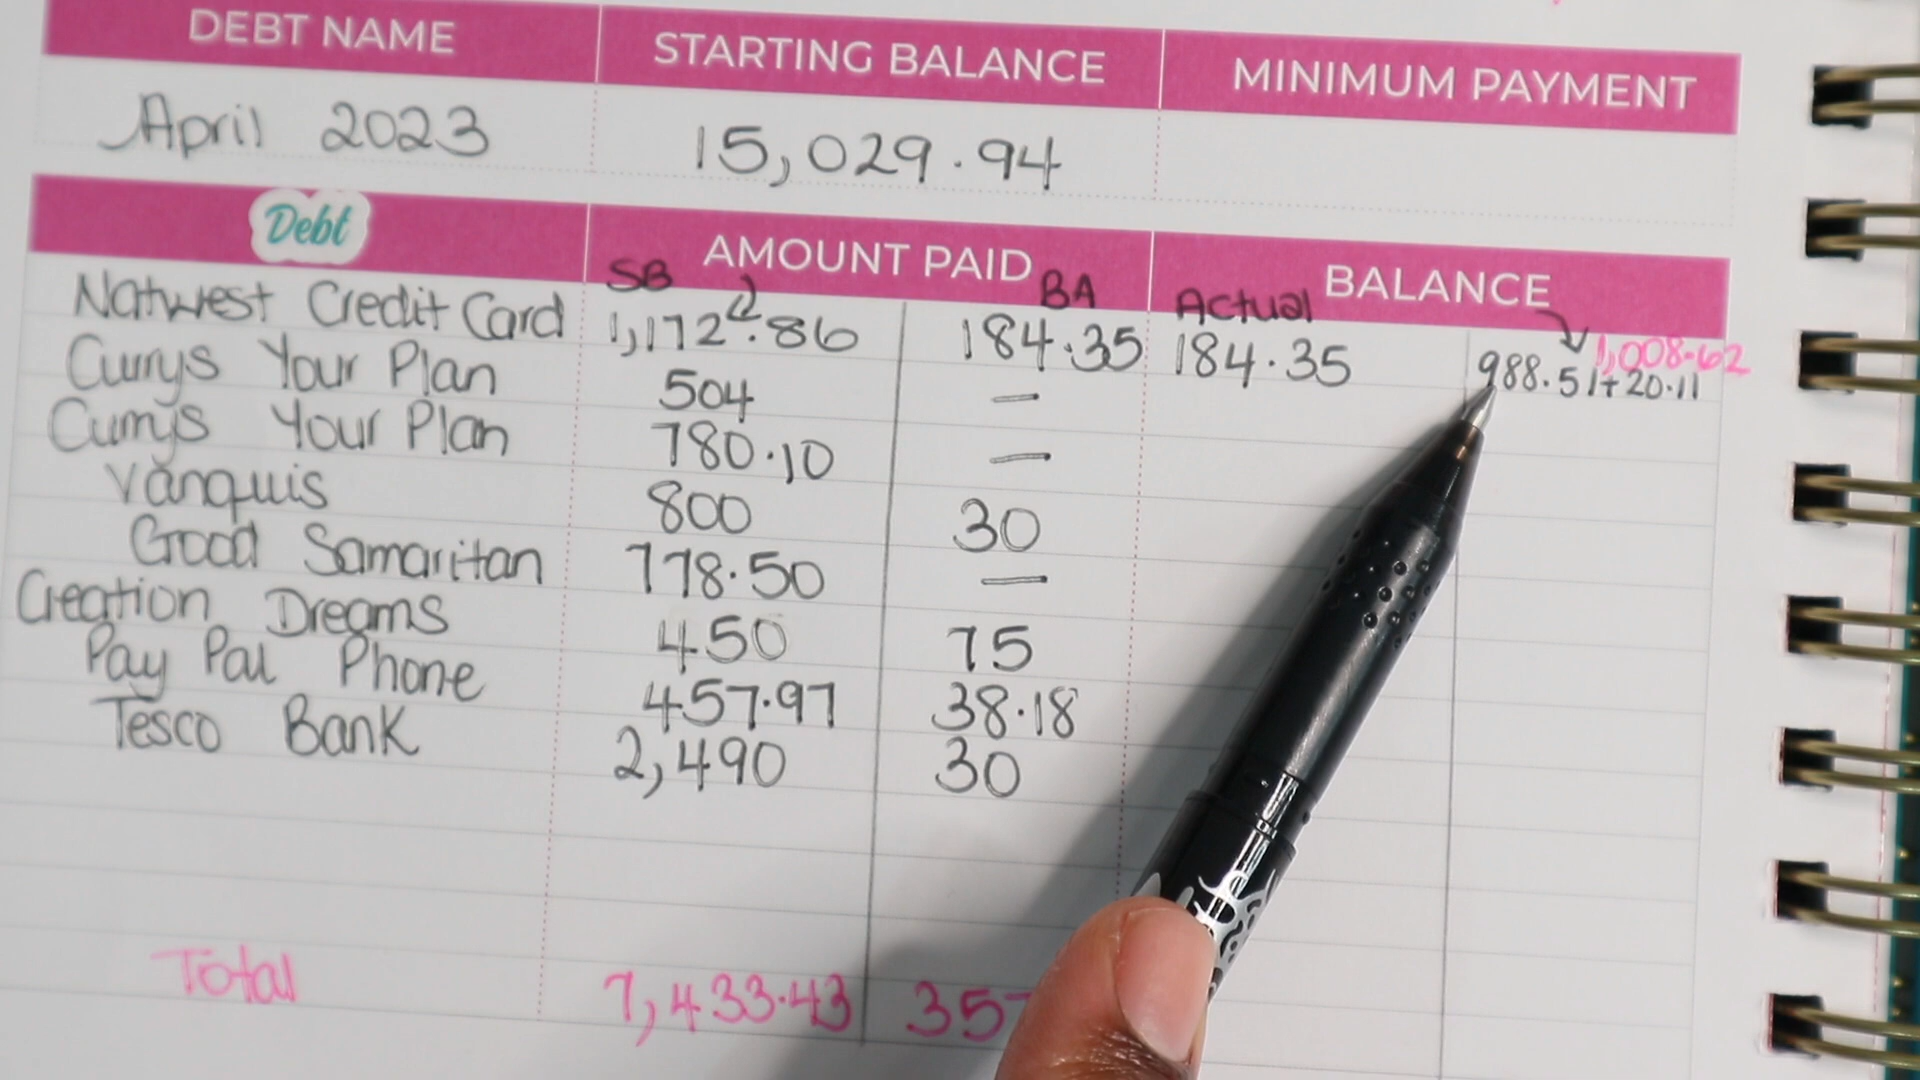 DEBT NAME STARTING BALANCE MINIMUM PAYMENT
April 2023 15,029.94
Debt AMOUNT PAID BALANCE
SB BA Actual
Natwest Credit Card 1,172.86 184.35 184.35 1,008.62
988.51+20.11
Currys Your Plan 504 —
Currys Your Plan 780.10 —
Vanquis 800 30
Good Samaritan 778.50 —
Creation Dreams 450 75
Pay Pal Phone 457.97 38.18
Tesco Bank 2,490 30
Total 7,433.43 357